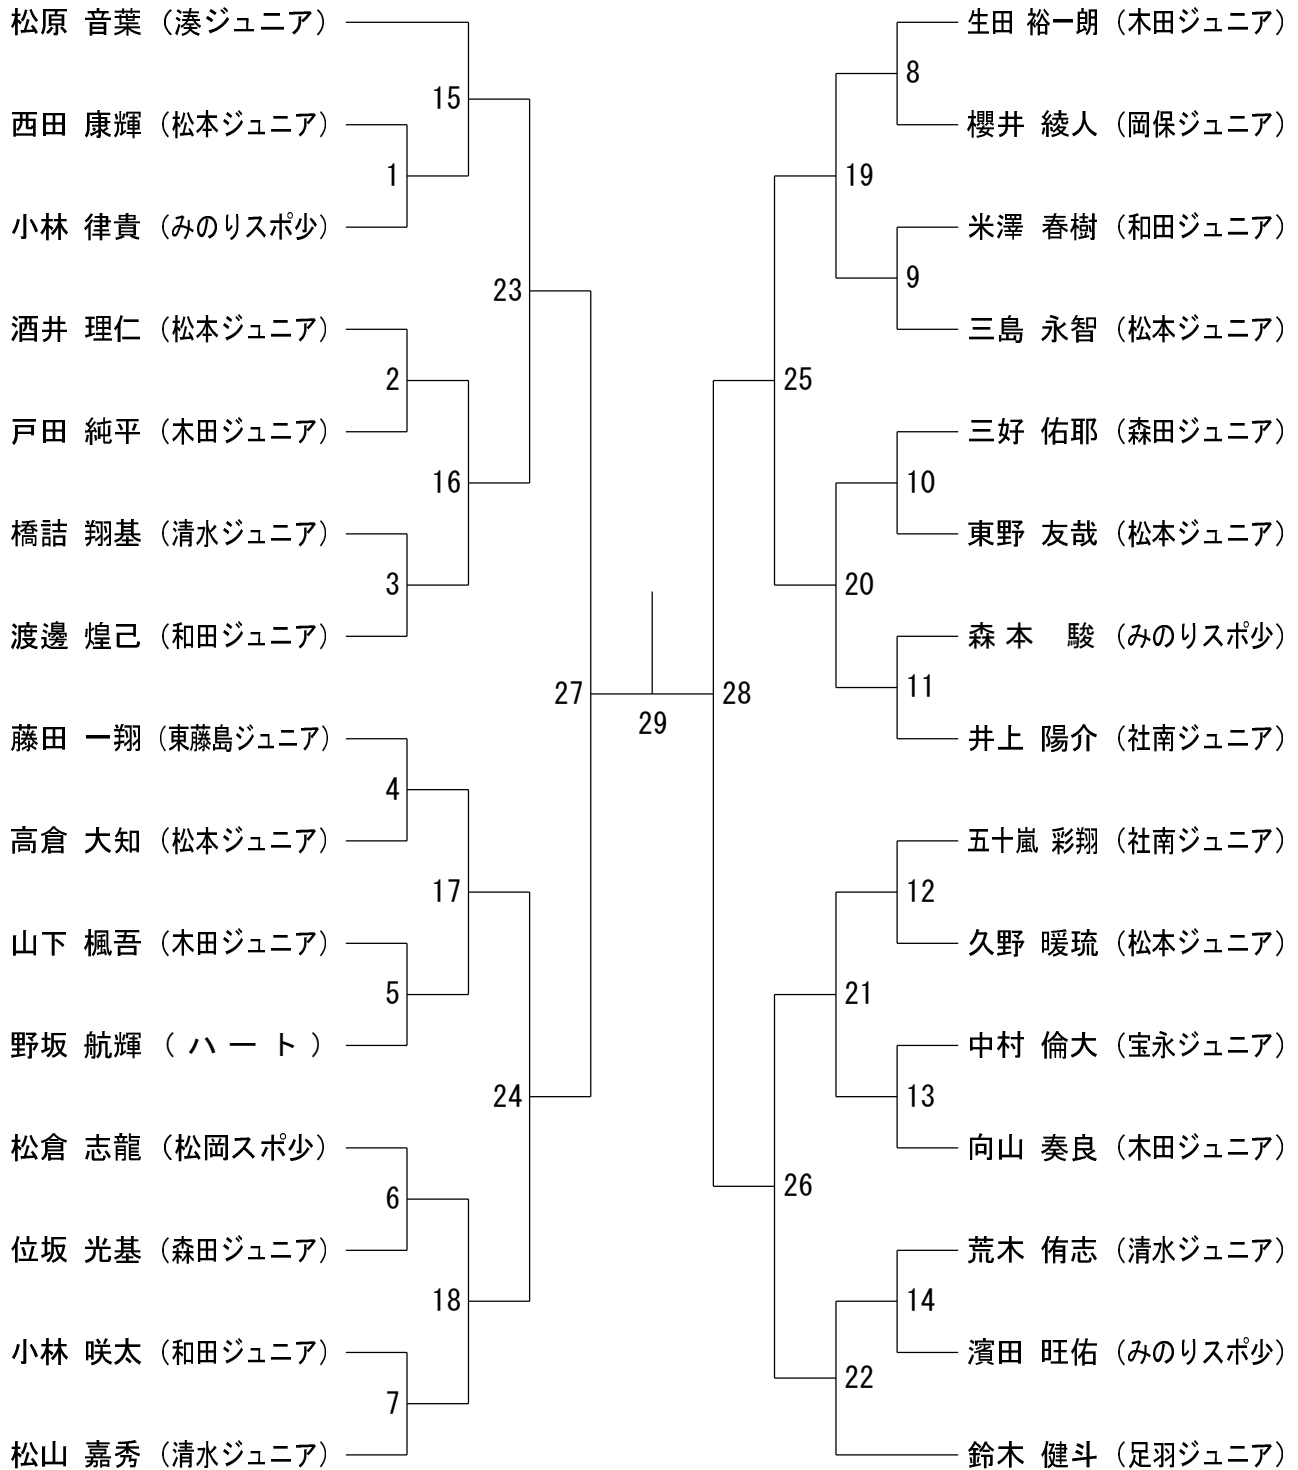 松原 音葉 (湊ジュニア)
西田 康輝 (松本ジュニア)
小林 律貴 (みのりスポ少)
酒井 理仁 (松本ジュニア)
戸田 純平 (木田ジュニア)
橋詰 翔基 (清水ジュニア)
渡邊 煌己 (和田ジュニア)
藤田 一翔 (東藤島ジュニア)
高倉 大知 (松本ジュニア)
山下 楓吾 (木田ジュニア)
野坂 航輝 (ハート)
松倉 志龍 (松岡スポ少)
位坂 光基 (森田ジュニア)
小林 咲太 (和田ジュニア)
松山 嘉秀 (清水ジュニア)
1
2
3
4
5
6
7
15
16
17
18
23
24
27
29
28
25
26
19
20
21
22
8
9
10
11
12
13
14
生田 裕一朗 (木田ジュニア)
櫻井 綾人 (岡保ジュニア)
米澤 春樹 (和田ジュニア)
三島 永智 (松本ジュニア)
三好 佑耶 (森田ジュニア)
東野 友哉 (松本ジュニア)
森本 駿 (みのりスポ少)
井上 陽介 (社南ジュニア)
五十嵐 彩翔 (社南ジュニア)
久野 暖琉 (松本ジュニア)
中村 倫大 (宝永ジュニア)
向山 奏良 (木田ジュニア)
荒木 侑志 (清水ジュニア)
濱田 旺佑 (みのりスポ少)
鈴木 健斗 (足羽ジュニア)